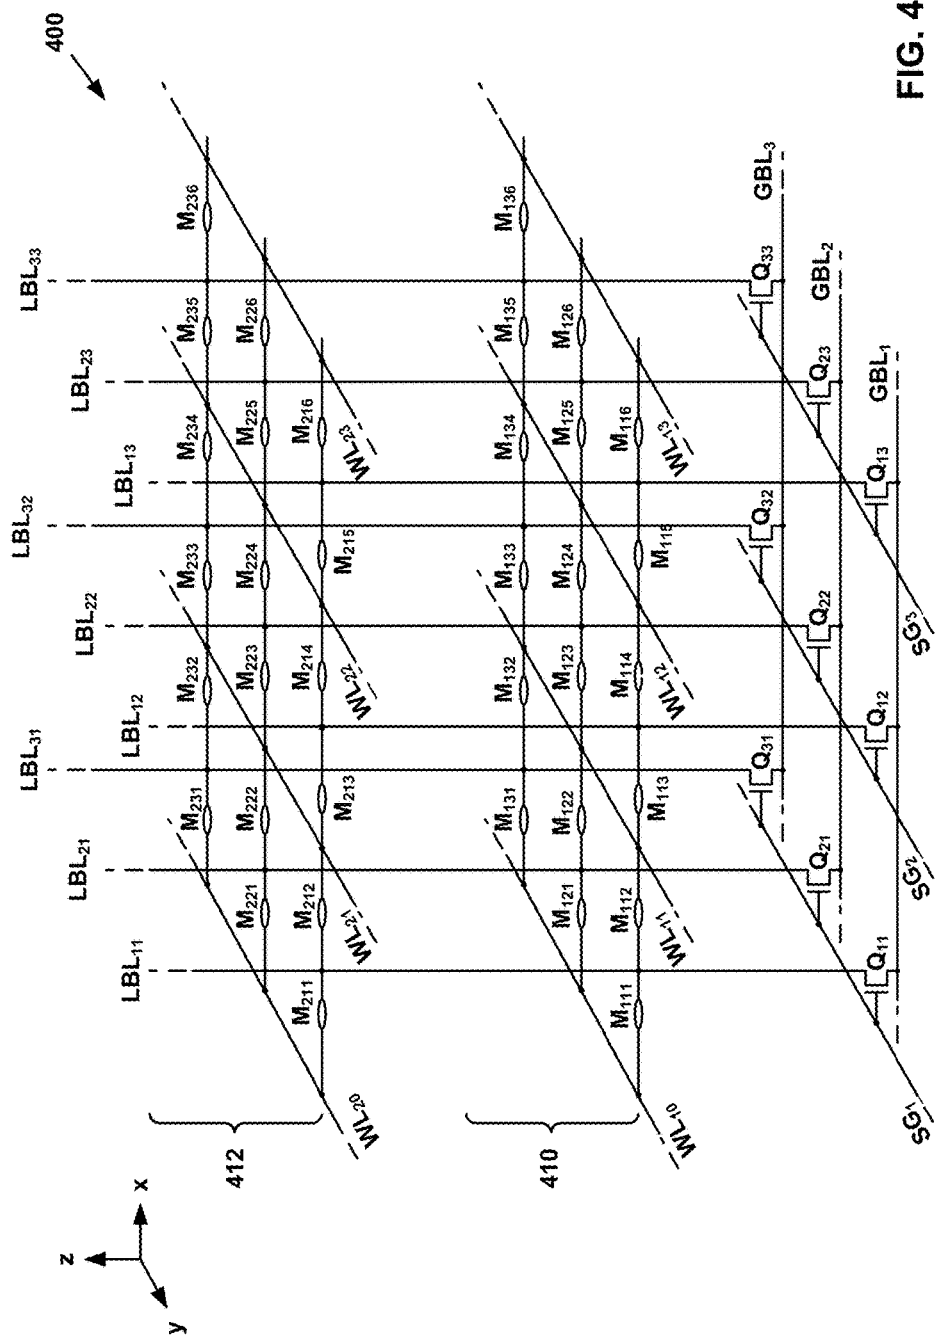 400
LBL33
LBL23
LBL13
LBL32
LBL22
LBL12
LBL31
LBL21
LBL11
M231 M232 M233 M234 M235 M236
M221 M222 M223 M224 M225 M226
M211 M212 M213 M214 M215 M216
WL20 WL21 WL22 WL23
412
M131 M132 M133 M134 M135 M136
M121 M122 M123 M124 M125 M126
M111 M112 M113 M114 M115 M116
WL10 WL11 WL12 WL13
410
Q31 Q32 Q33 GBL3
Q21 Q22 Q23 GBL2
Q11 Q12 Q13 GBL1
SG1 SG2 SG3
z
x
y
FIG. 4